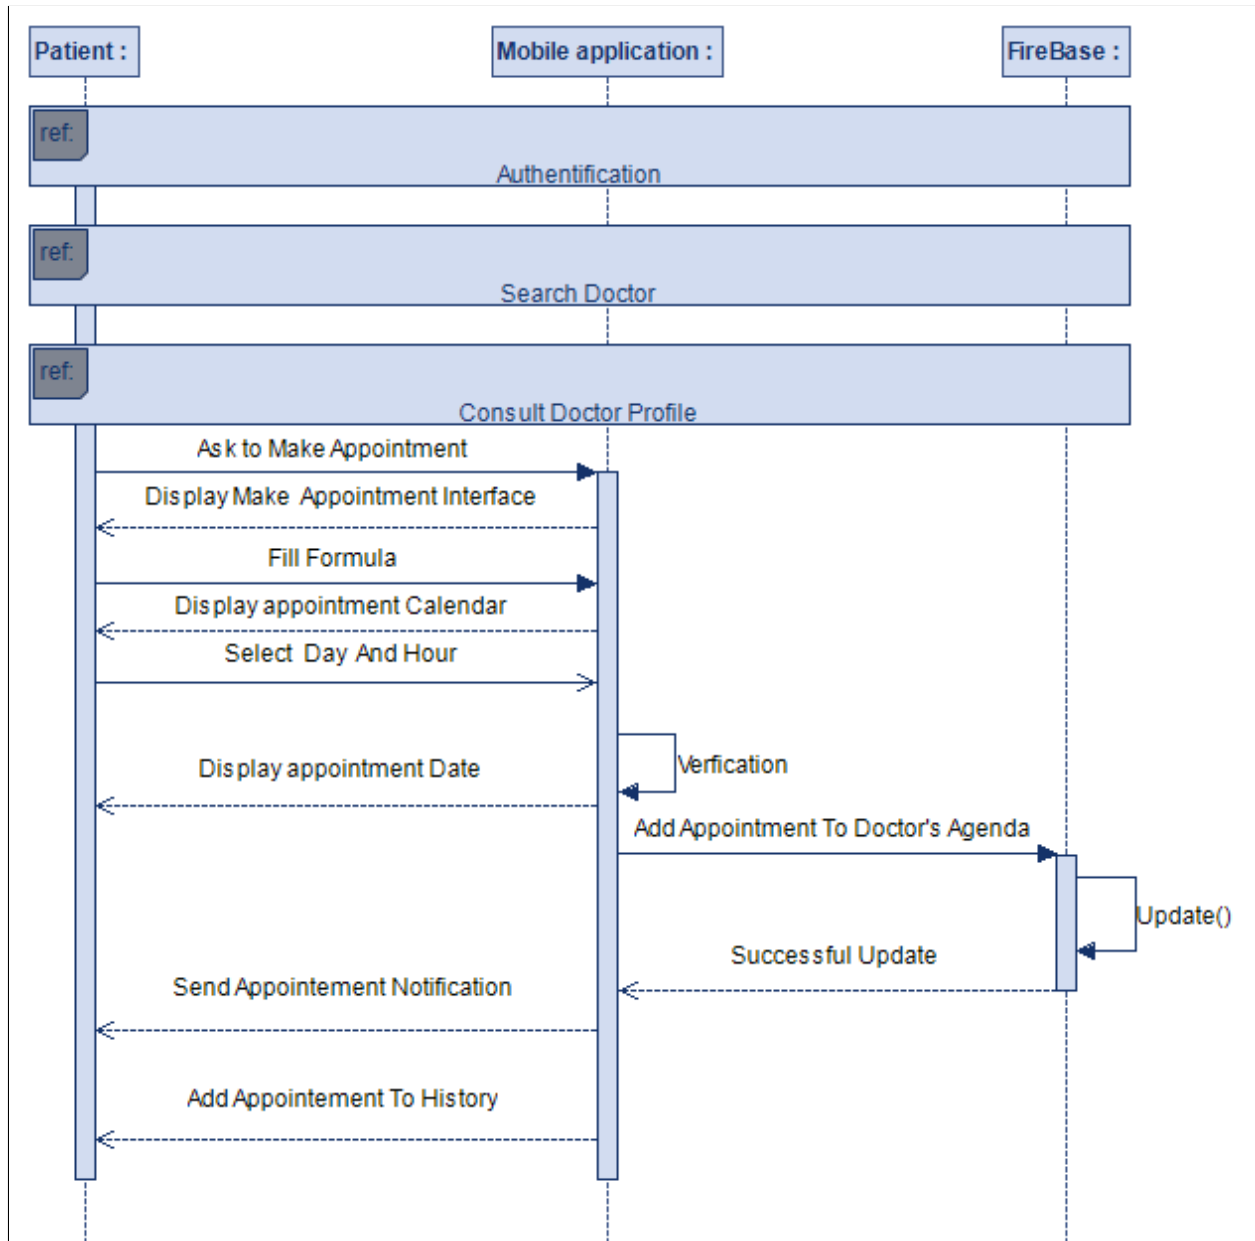 Patient :
Mobile application :
FireBase :
ref:
Authentification
ref:
Search Doctor
ref:
Consult Doctor Profile
Ask to Make Appointment
Display Make Appointment Interface
Fill Formula
Display appointment Calendar
Select Day And Hour
Verfication
Display appointment Date
Add Appointment To Doctor's Agenda
Update()
Successful Update
Send Appointement Notification
Add Appointement To History